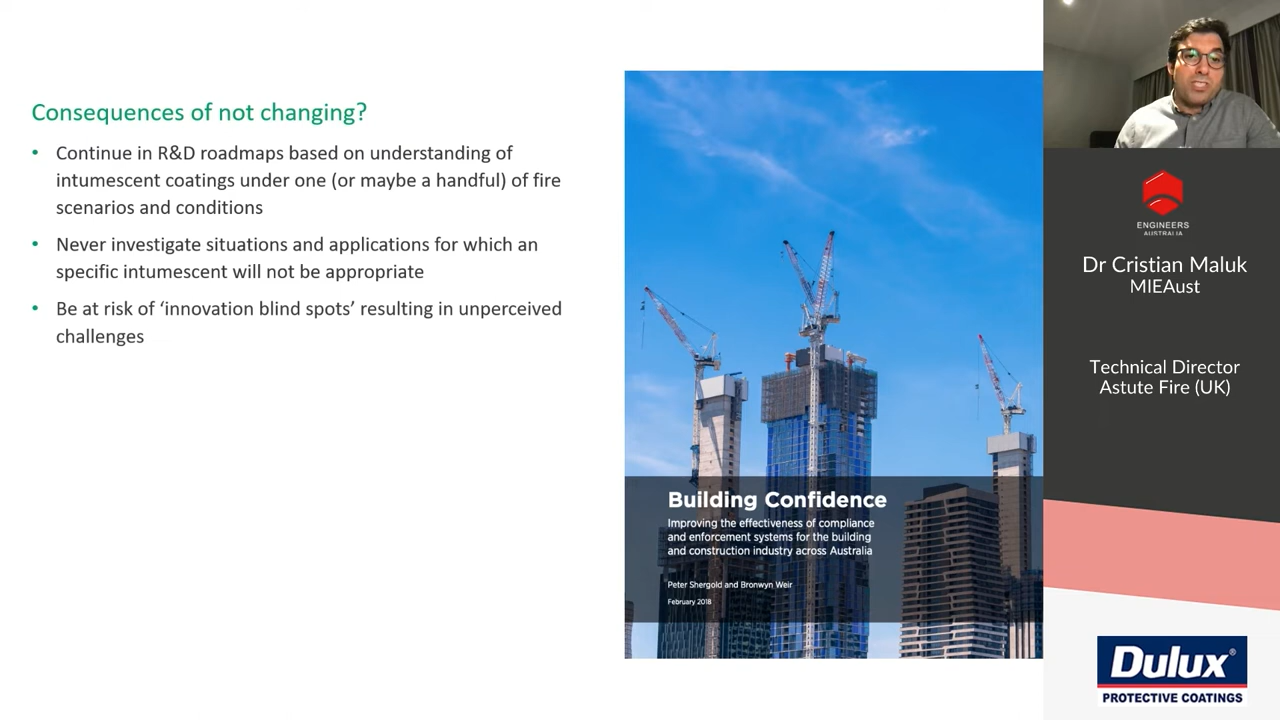 Consequences of not changing?
• Continue in R&D roadmaps based on understanding of
intumescent coatings under one (or maybe a handful) of fire
scenarios and conditions
• Never investigate situations and applications for which an
specific intumescent will not be appropriate
• Be at risk of ‘innovation blind spots’ resulting in unperceived
challenges
Building Confidence
Improving the effectiveness of compliance
and enforcement systems for the building
and construction industry across Australia
Peter Shergold and Bronwyn Weir
February 2018
ENGINEERS
AUSTRALIA
Dr Cristian Maluk
MIEAust
Technical Director
Astute Fire (UK)
Dulux®
PROTECTIVE COATINGS